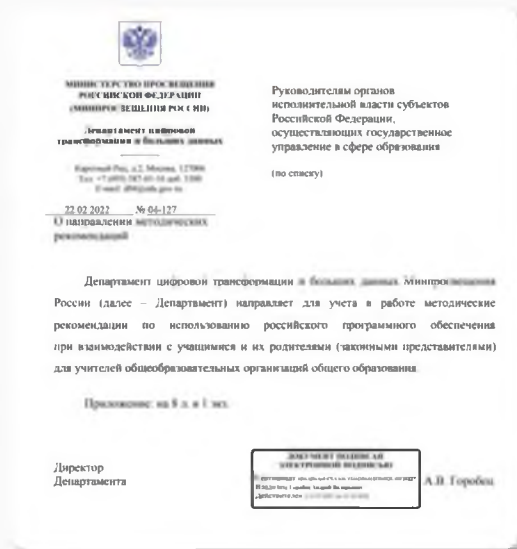 МИНИСТЕРСТВО ПРОСВЕЩЕНИЯ
РОССИЙСКОЙ ФЕДЕРАЦИИ
(МИНПРОСВЕЩЕНИЯ РОССИИ)
Департамент цифровой
трансформации и больших данных
Каретный Ряд, д.2, Москва, 127006
22 02 2022 № 04-127
О направлении методических
рекомендаций
Руководителям органов
исполнительной власти субъектов
Российской Федерации,
осуществляющих государственное
управление в сфере образования
(по списку)
Департамент цифровой трансформации и больших данных Минпросвещения
России (далее – Департамент) направляет для учета в работе методические
рекомендации по использованию российского программного обеспечения
при взаимодействии с учащимися и их родителями (законными представителями)
для учителей общеобразовательных организаций общего образования.
Приложение: на 8 л. в 1 экз.
Директор
Департамента
ДОКУМЕНТ ПОДПИСАН
ЭЛЕКТРОННОЙ ПОДПИСЬЮ
А.В. Горобец